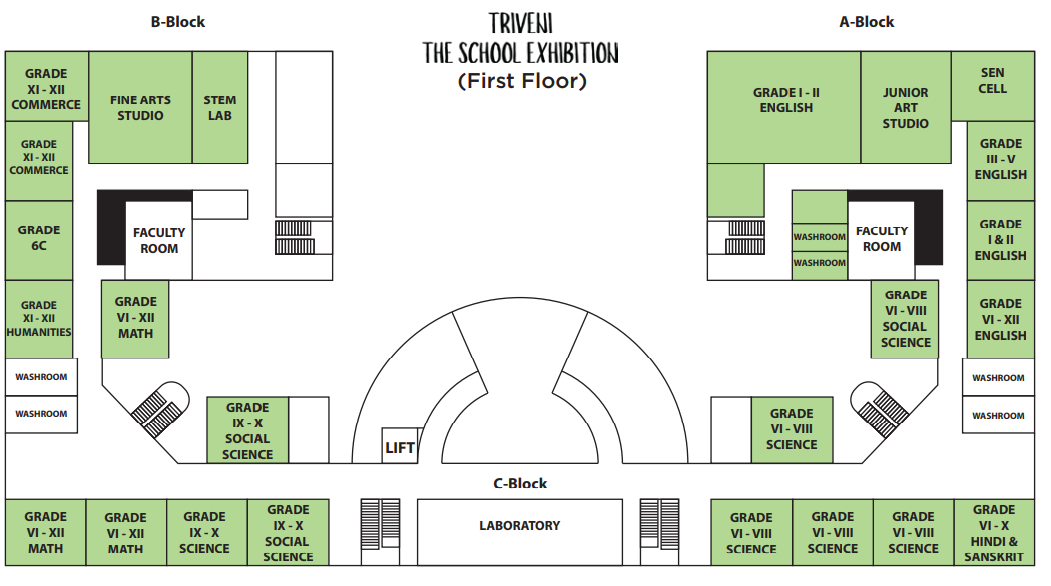 B-Block
TRIVENI
THE SCHOOL EXHIBITION
(First Floor)
A-Block
GRADE
XI - XII
COMMERCE
FINE ARTS
STUDIO
STEM
LAB
GRADE
XI - XII
COMMERCE
GRADE
6C
FACULTY
ROOM
GRADE
XI - XII
HUMANITIES
GRADE
VI - XII
MATH
WASHROOM
WASHROOM
GRADE
IX - X
SOCIAL
SCIENCE
LIFT
GRADE I - II
ENGLISH
JUNIOR
ART
STUDIO
SEN
CELL
GRADE
III - V
ENGLISH
WASHROOM
WASHROOM
FACULTY
ROOM
GRADE
I & II
ENGLISH
GRADE
VI - VIII
SOCIAL
SCIENCE
GRADE
VI - XII
ENGLISH
WASHROOM
WASHROOM
GRADE
VI - VIII
SCIENCE
C-Block
GRADE
VI - XII
MATH
GRADE
VI - XII
MATH
GRADE
IX - X
SCIENCE
GRADE
IX - X
SOCIAL
SCIENCE
LABORATORY
GRADE
VI - VIII
SCIENCE
GRADE
VI - VIII
SCIENCE
GRADE
VI - VIII
SCIENCE
GRADE
VI - X
HINDI &
SANSKRIT